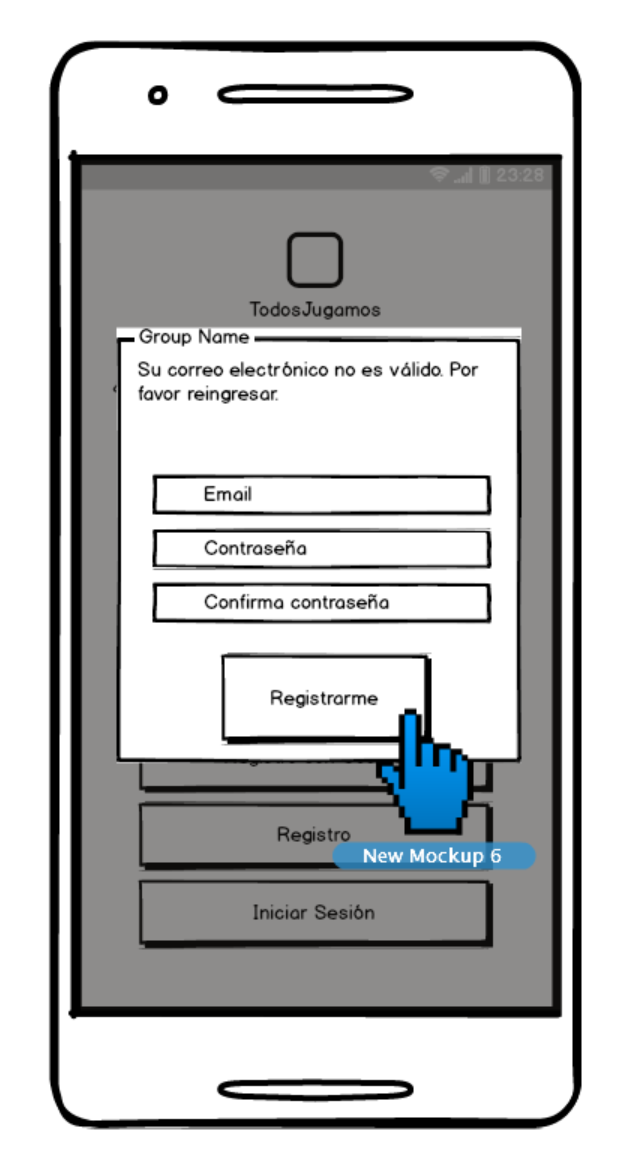 23:28
TodosJugamos
Group Name
Su correo electrónico no es válido. Por
favor reingresar.
Email
Contraseña
Confirma contraseña
Registrarme
Registro
New Mockup 6
Iniciar Sesión